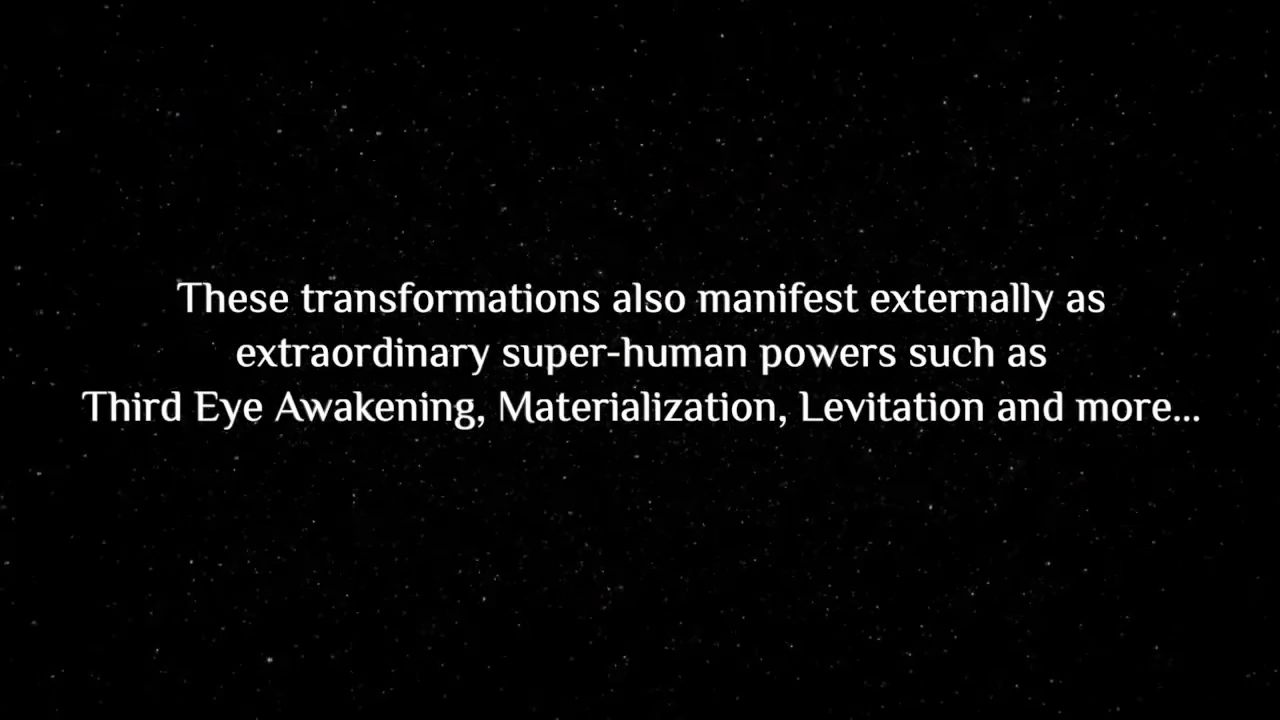 These transformations also manifest externally as
extraordinary super-human powers such as
Third Eye Awakening, Materialization, Levitation and more...